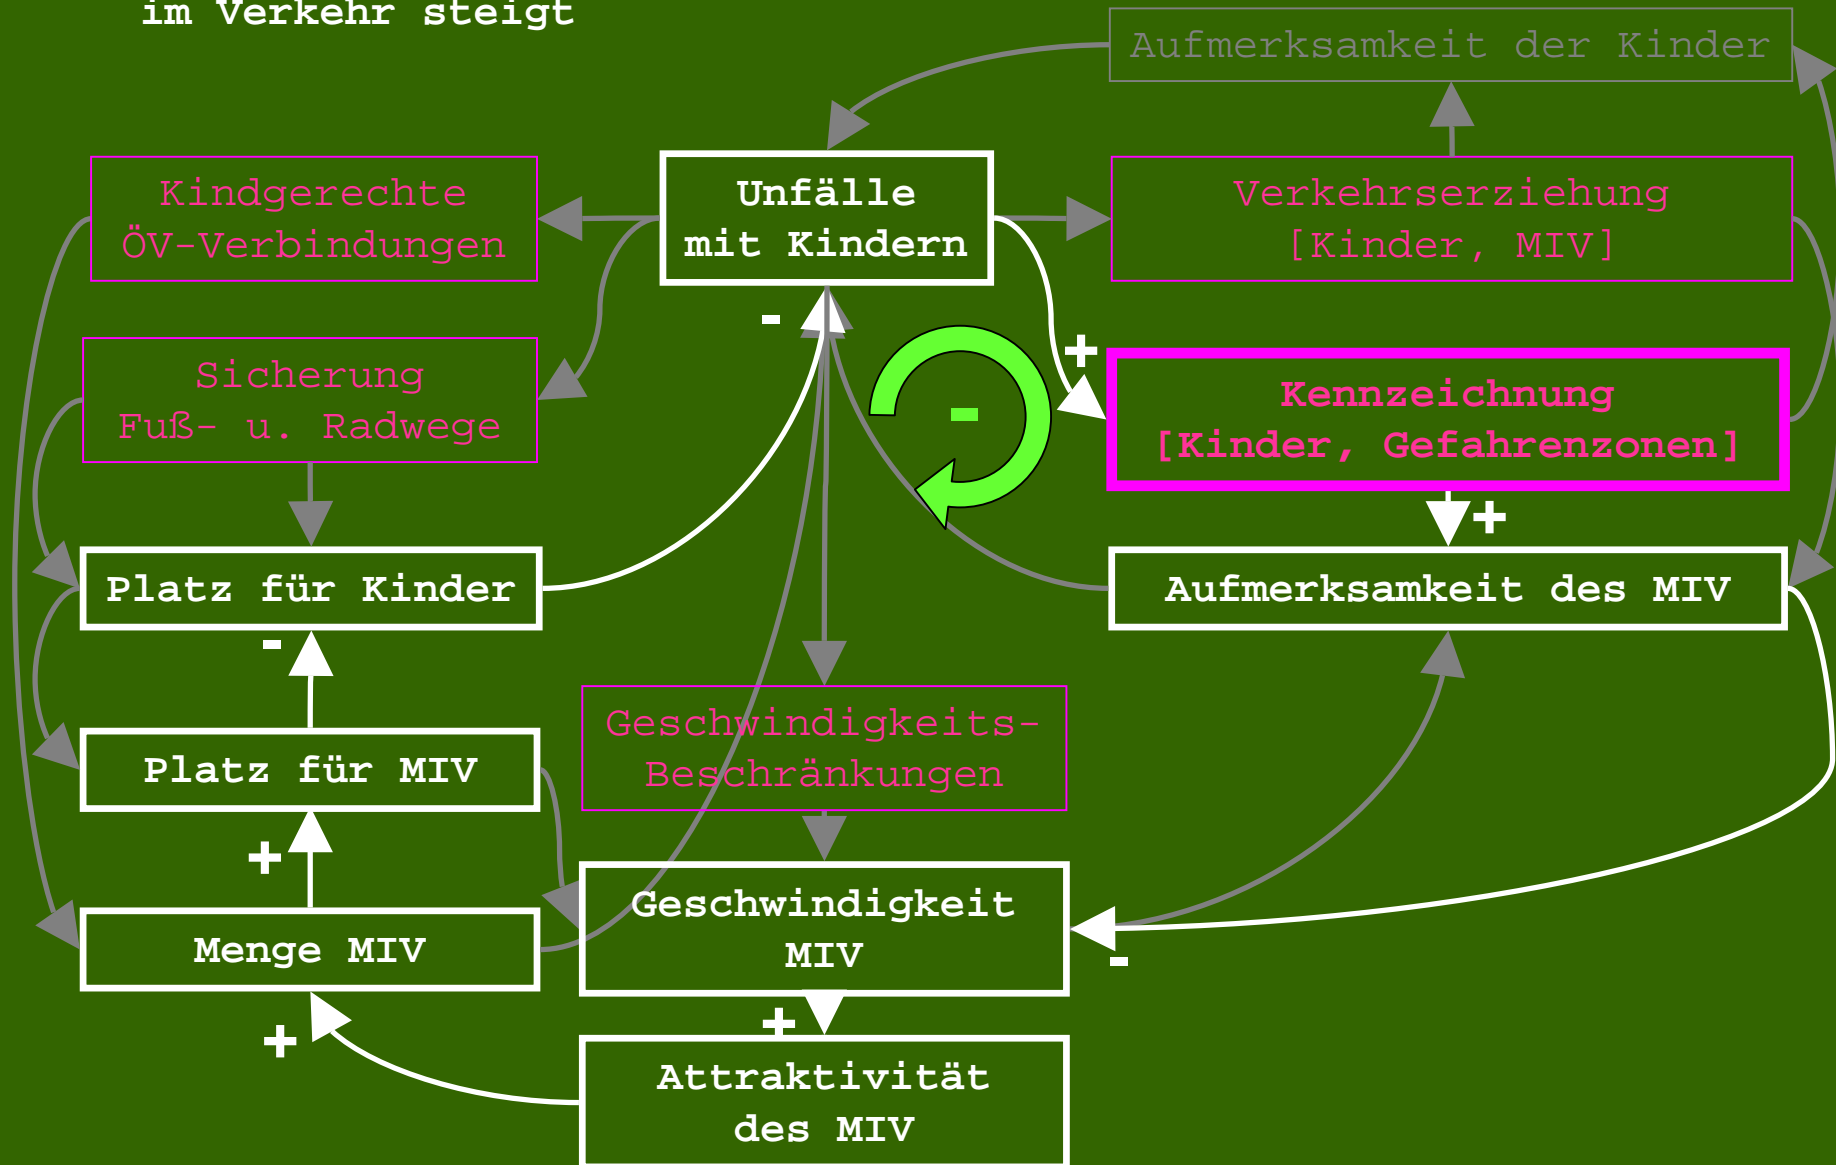 im Verkehr steigt
Aufmerksamkeit der Kinder
Kindgerechte
ÖV-Verbindungen
Unfälle
mit Kindern
Verkehrserziehung
[Kinder, MIV]
-
+
Sicherung
Fuß- u. Radwege
-
Kennzeichnung
[Kinder, Gefahrenzonen]
+
Platz für Kinder
Aufmerksamkeit des MIV
-
Geschwindigkeits-
Beschränkungen
Platz für MIV
+
Geschwindigkeit
MIV
Menge MIV
-
+
+
Attraktivität
des MIV